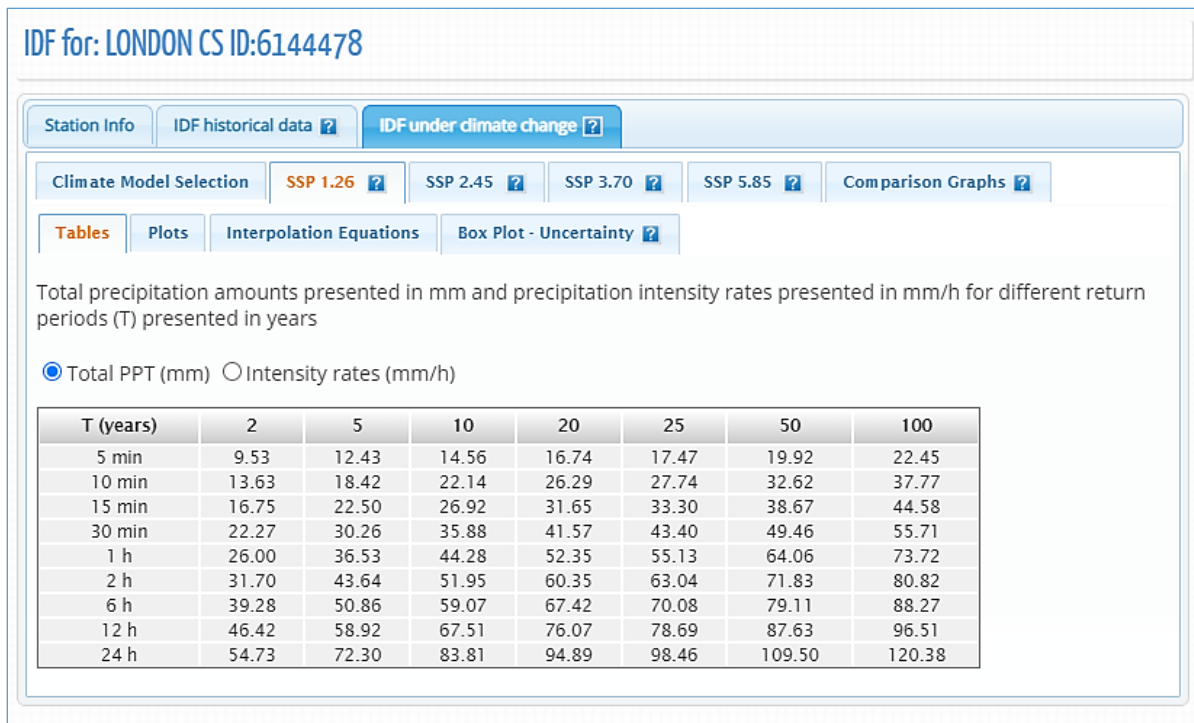 IDF for: LONDON CS ID:6144478
Station Info IDF historical data ? IDF under climate change ?
Climate Model Selection SSP 1.26 ? SSP 2.45 ? SSP 3.70 ? SSP 5.85 ? Comparison Graphs ?
Tables Plots Interpolation Equations Box Plot - Uncertainty ?
Total precipitation amounts presented in mm and precipitation intensity rates presented in mm/h for different return
periods (T) presented in years
Total PPT (mm) Intensity rates (mm/h)
T (years) 2 5 10 20 25 50 100
5 min 9.53 12.43 14.56 16.74 17.47 19.92 22.45
10 min 13.63 18.42 22.14 26.29 27.74 32.62 37.77
15 min 16.75 22.50 26.92 31.65 33.30 38.67 44.58
30 min 22.27 30.26 35.88 41.57 43.40 49.46 55.71
1 h 26.00 36.53 44.28 52.35 55.13 64.06 73.72
2 h 31.70 43.64 51.95 60.35 63.04 71.83 80.82
6 h 39.28 50.86 59.07 67.42 70.08 79.11 88.27
12 h 46.42 58.92 67.51 76.07 78.69 87.63 96.51
24 h 54.73 72.30 83.81 94.89 98.46 109.50 120.38